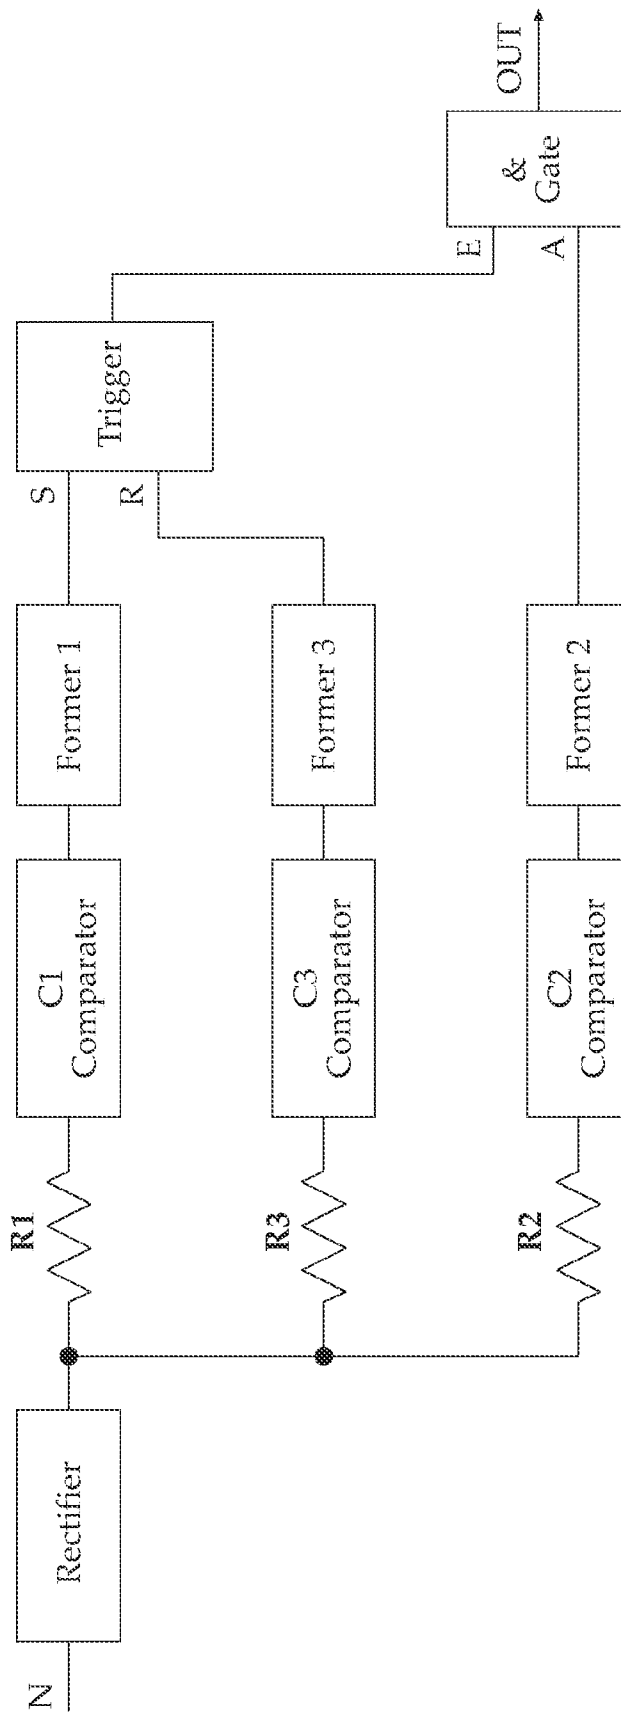 N
Rectifier
R1
C1
Comparator
Former 1
S
R
Trigger
R3
C3
Comparator
Former 3
R2
C2
Comparator
Former 2
E
A
&
Gate
OUT